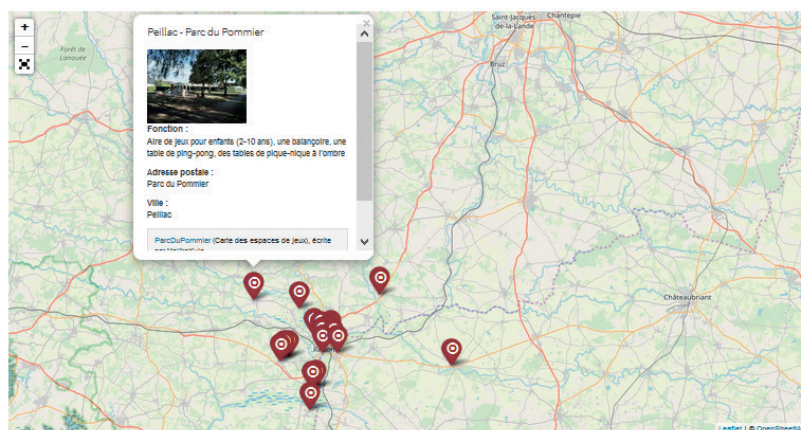 +
−
Forêt de
Lanouée
Saint-Jacques-
de-la-Lande
Chantepie
Bruz
Châteaubriant
×
Peillac - Parc du Pommier
Fonction :
Aire de jeux pour enfants (2-10 ans), une balançoire, une
table de ping-pong, des tables de pique-nique à l'ombre
Adresse postale :
Parc du Pommier
Ville :
Peillac
ParcDuPommier (Carte des espaces de jeux), écrite
Leaflet | © OpenStreetM